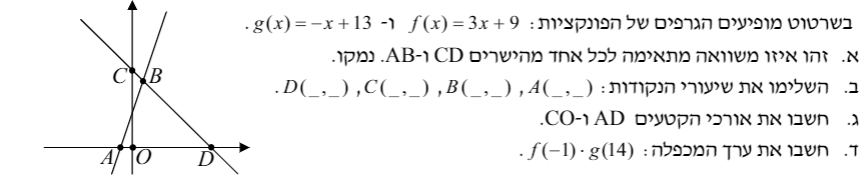 בשרטוט מופיעים הגרפים של הפונקציות: f(x) = 3x + 9 ו- g(x) = −x + 13.
א. זהו איזו משוואה מתאימה לכל אחד מהישרים CD ו-AB. נמקו.
ב. השלימו את שיעורי הנקודות: A(_,_), B(_,_), C(_,_), D(_,_).
ג. חשבו את אורכי הקטעים AD ו-CO.
ד. חשבו את ערך המכפלה: f(−1)·g(14).
C B
A O D